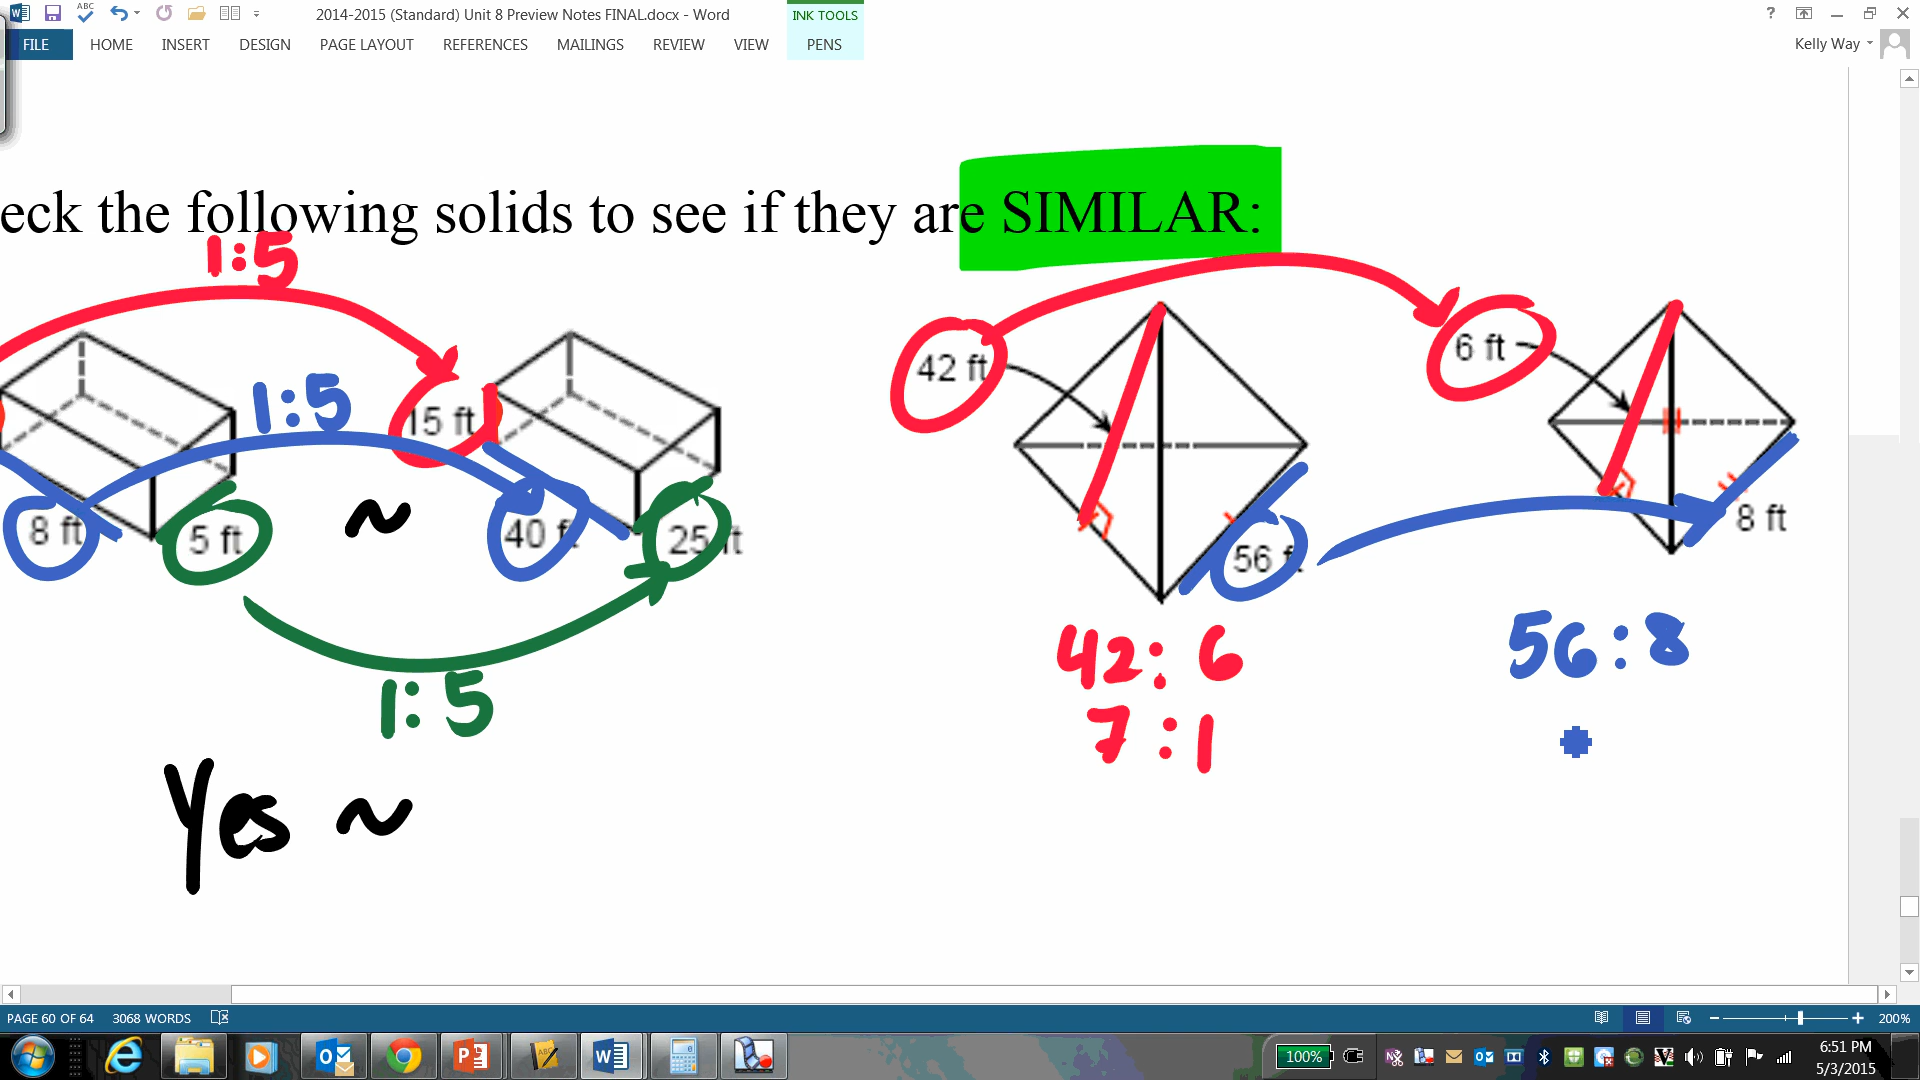 2014-2015 (Standard) Unit 8 Preview Notes FINAL.docx - Word
INK TOOLS
FILE HOME INSERT DESIGN PAGE LAYOUT REFERENCES MAILINGS REVIEW VIEW PENS
Kelly Way
eck the following solids to see if they are SIMILAR:
1:5
42 ft
6 ft
1:5
15 ft
8 ft
5 ft
~
40 ft
25 ft
56 f
8 ft
1:5
42:6
7:1
56:8
Yes ~
PAGE 60 OF 64 3068 WORDS
200%
100%
6:51 PM
5/3/2015